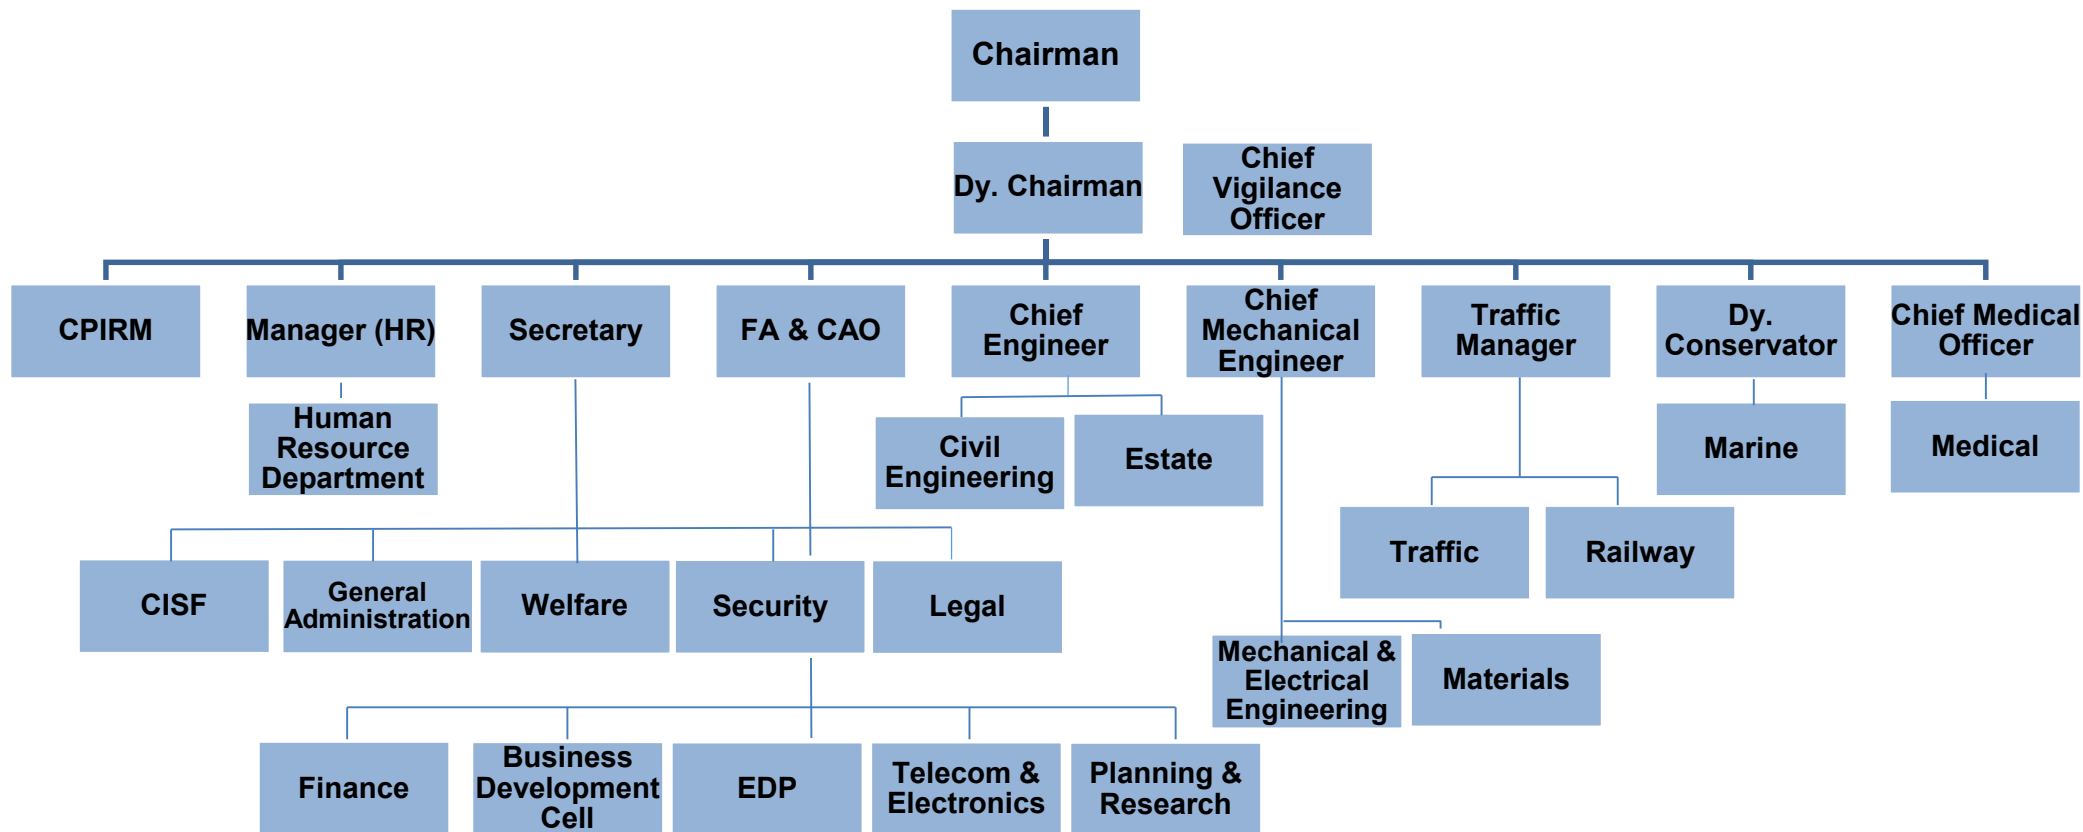 Chairman
Dy. Chairman
Chief
Vigilance
Officer
CPIRM
Manager (HR)
Secretary
FA & CAO
Chief
Engineer
Chief
Mechanical
Engineer
Traffic
Manager
Dy.
Conservator
Chief Medical
Officer
Human
Resource
Department
Civil
Engineering
Estate
Marine
Medical
Traffic
Railway
CISF
General
Administration
Welfare
Security
Legal
Mechanical &
Electrical
Engineering
Materials
Finance
Business
Development
Cell
EDP
Telecom &
Electronics
Planning &
Research